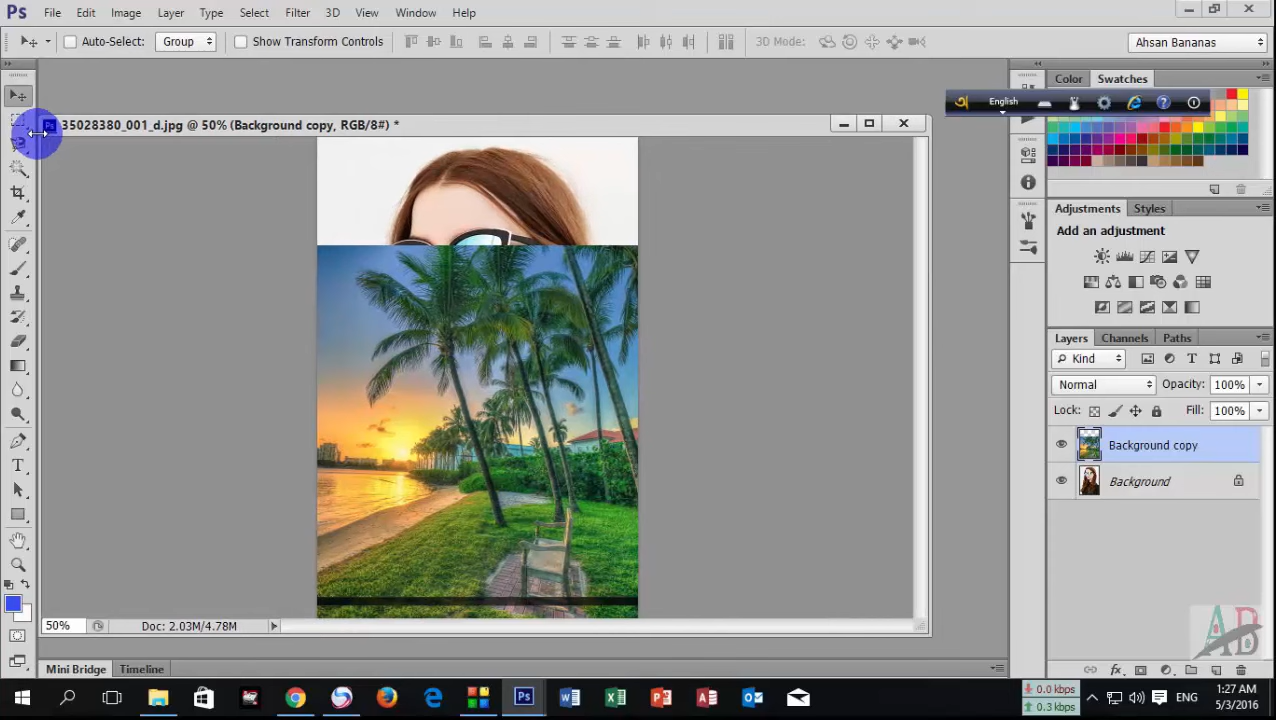 Ps File Edit Image Layer Type Select Filter 3D View Window Help
Auto-Select: Group Show Transform Controls 3D Mode: Ahsan Bananas
Color Swatches
অ English
Ps 35028380_001_d.jpg @ 50% (Background copy, RGB/8#) *
Adjustments Styles
Add an adjustment
Layers Channels Paths
Kind
Normal Opacity: 100%
Lock: Fill: 100%
Background copy
Background
50% Doc: 2.03M/4.78M
AB
Mini Bridge Timeline
0.0 kbps
0.3 kbps
ENG
1:27 AM
5/3/2016